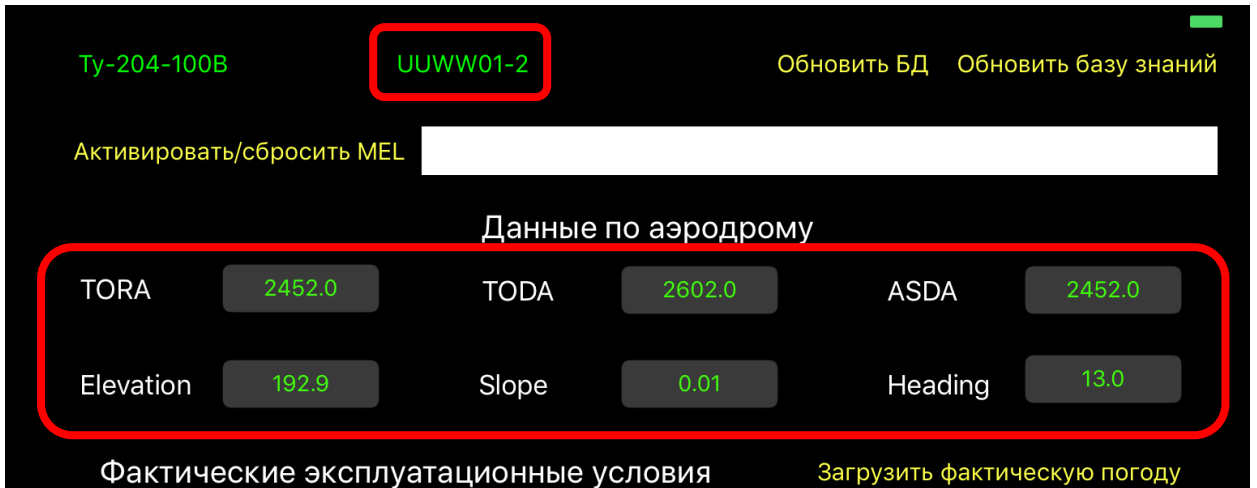 Ту-204-100В UUWW01-2 Обновить БД Обновить базу знаний
Активировать/сбросить MEL
Данные по аэродрому
TORA 2452.0 TODA 2602.0 ASDA 2452.0
Elevation 192.9 Slope 0.01 Heading 13.0
Фактические эксплуатационные условия Загрузить фактическую погоду